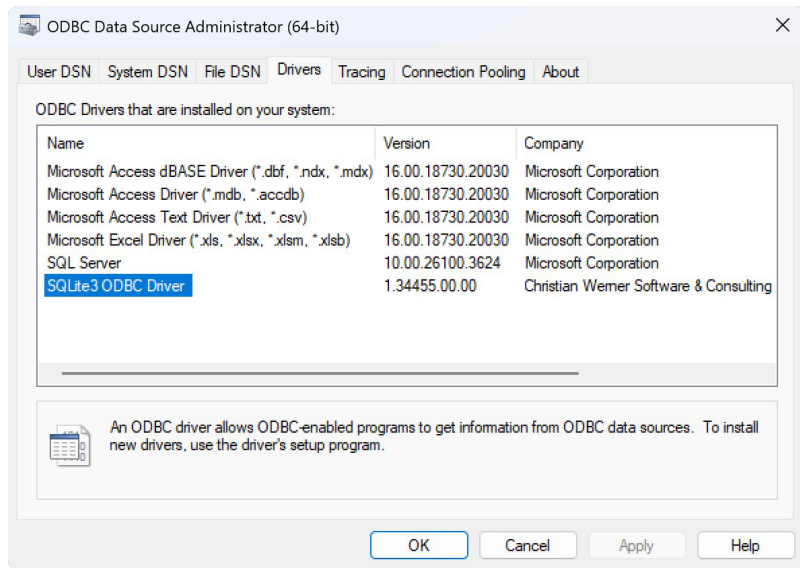 ODBC Data Source Administrator (64-bit)
User DSN System DSN File DSN Drivers Tracing Connection Pooling About
ODBC Drivers that are installed on your system:
Name Version Company
Microsoft Access dBASE Driver (*.dbf, *.ndx, *.mdx) 16.00.18730.20030 Microsoft Corporation
Microsoft Access Driver (*.mdb, *.accdb) 16.00.18730.20030 Microsoft Corporation
Microsoft Access Text Driver (*.txt, *.csv) 16.00.18730.20030 Microsoft Corporation
Microsoft Excel Driver (*.xls, *.xlsx, *.xlsm, *.xlsb) 16.00.18730.20030 Microsoft Corporation
SQL Server 10.00.26100.3624 Microsoft Corporation
SQLite3 ODBC Driver 1.34455.00.00 Christian Werner Software & Consulting
An ODBC driver allows ODBC-enabled programs to get information from ODBC data sources. To install
new drivers, use the driver's setup program.
OK Cancel Apply Help